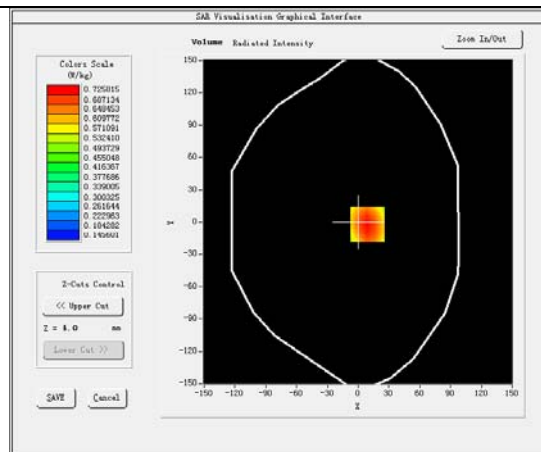 SAR Visualisation Graphical Interface
Volume Radiated Intensity
Zoom In/Out
Colors Scale
(W/kg)
0.725815
0.687134
0.648453
0.609772
0.571091
0.532410
0.493729
0.455048
0.416367
0.377686
0.339005
0.300325
0.261644
0.222963
0.184282
0.145601
150
120
90
60
30
0
-30
-60
-90
-120
-150
Y
-150 -120 -90 -60 -30 0 30 60 90 120 150
X
Z-Cuts Control
<< Upper Cut
Z = 4.0 mm
Lower Cut >>
SAVE Cancel